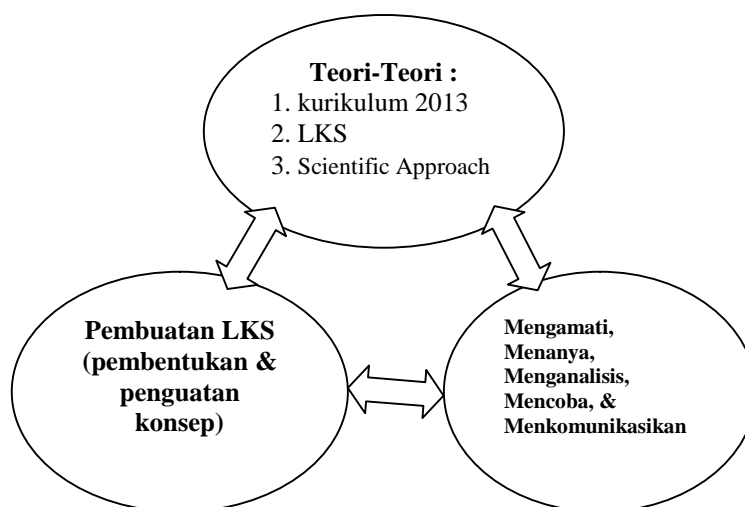 Teori-Teori :
1. kurikulum 2013
2. LKS
3. Scientific Approach
Pembuatan LKS
(pembentukan &
penguatan
konsep)
Mengamati,
Menanya,
Menganalisis,
Mencoba, &
Menkomunikasikan